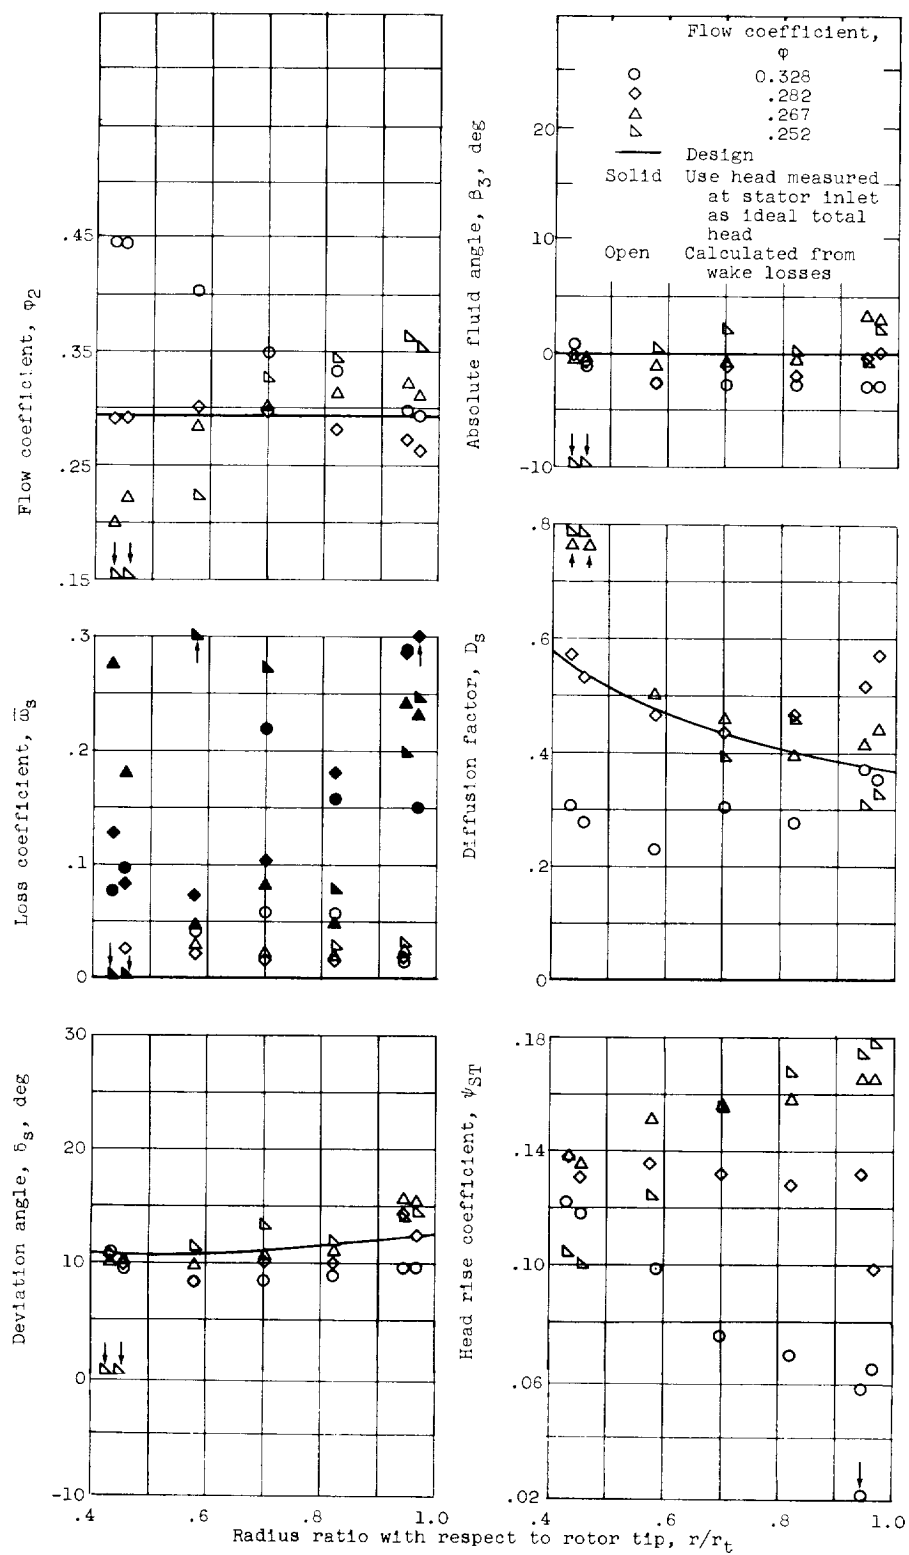 Flow coefficient,
φ
0.328
.282
.267
.252
Design
Solid Use head measured
at stator inlet
as ideal total
head
Open Calculated from
wake losses
Flow coefficient, φ2
.45
.35
.25
.15
Absolute fluid angle, β3, deg
20
10
0
-10
Loss coefficient, ω̅s
.3
.2
.1
0
Diffusion factor, Ds
.8
.6
.4
.2
0
Deviation angle, δs, deg
30
20
10
0
-10
Head rise coefficient, ψST
.18
.14
.10
.06
.02
.4 .6 .8 1.0
.4 .6 .8 1.0
Radius ratio with respect to rotor tip, r/rt